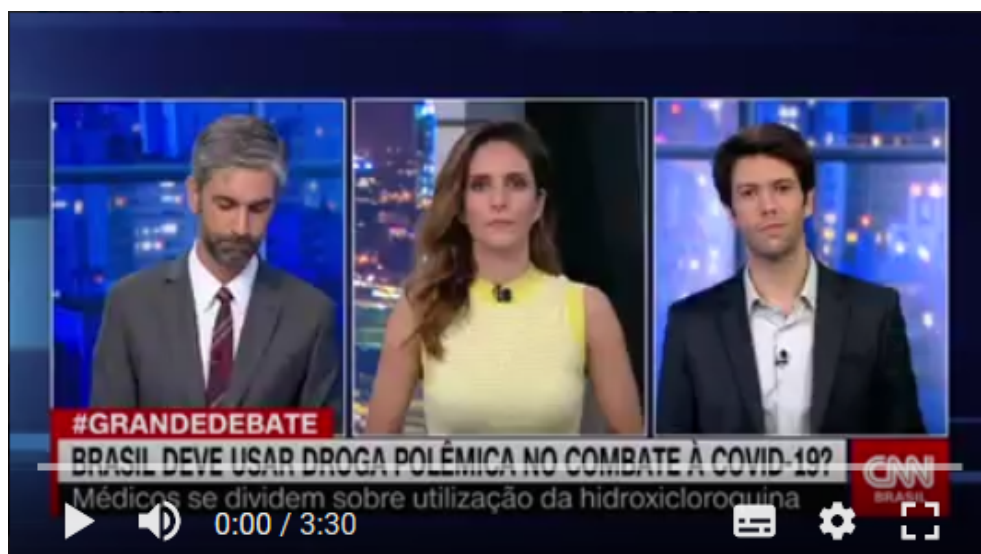 #GRANDEDEBATE
BRASIL DEVE USAR DROGA POLÊMICA NO COMBATE À COVID-19?
Médicos se dividem sobre utilização da hidroxicloroquina
CNN
BRASIL
0:00 / 3:30